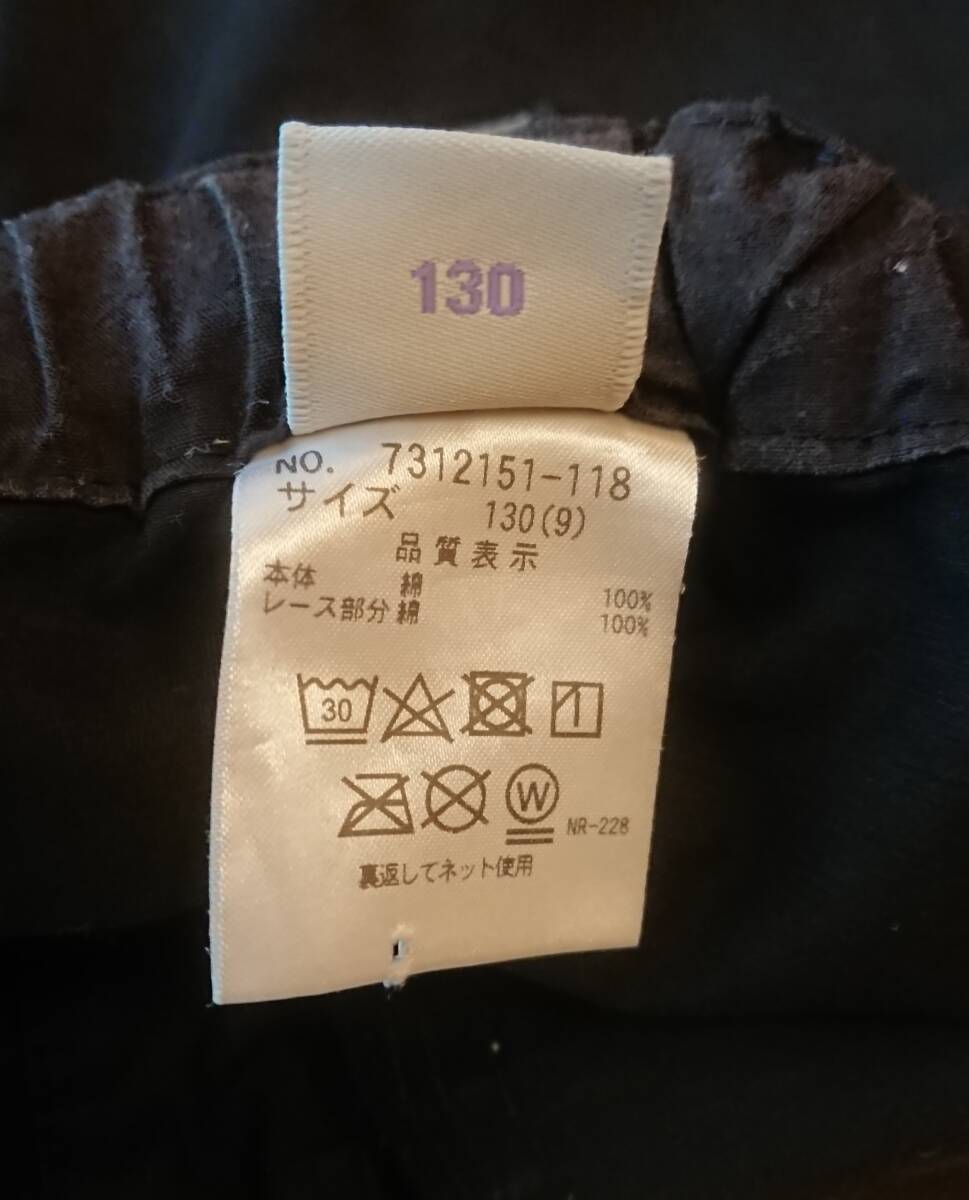 130
NO. 7312151-118
サイズ 130(9)
品質表示
本体 綿 100%
レース部分 綿 100%
30
W NR-228
裏返してネット使用